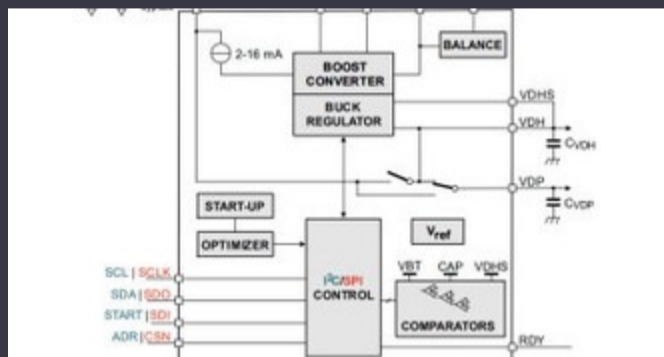 2-16 mA
BALANCE
BOOST
CONVERTER
BUCK
REGULATOR
VDHS
VDH
CVDH
VDP
CVDP
START-UP
OPTIMIZER
Vref
SCL | SCLK
SDA | SDO
START | SDI
ADR | CSN
I²C/SPI
CONTROL
VBT CAP VDHS
COMPARATORS
RDY